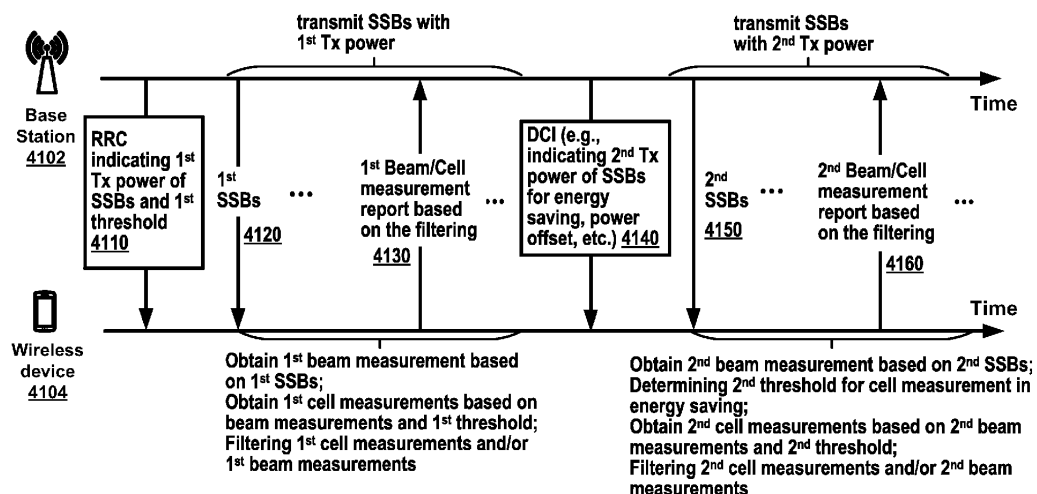 transmit SSBs with
1st Tx power
transmit SSBs
with 2nd Tx power
Time
Base
Station
4102
RRC
indicating 1st
Tx power of
SSBs and 1st
threshold
4110
1st
SSBs
4120
...
1st Beam/Cell
measurement
report based
on the filtering
4130
...
DCI (e.g.,
indicating 2nd Tx
power of SSBs
for energy
saving, power
offset, etc.) 4140
2nd
SSBs
4150
...
2nd Beam/Cell
measurement
report based
on the filtering
4160
...
Time
Wireless
device
4104
Obtain 1st beam measurement based
on 1st SSBs;
Obtain 1st cell measurements based on
beam measurements and 1st threshold;
Filtering 1st cell measurements and/or
1st beam measurements
Obtain 2nd beam measurement based on 2nd SSBs;
Determining 2nd threshold for cell measurement in
energy saving;
Obtain 2nd cell measurements based on 2nd beam
measurements and 2nd threshold;
Filtering 2nd cell measurements and/or 2nd beam
measurements